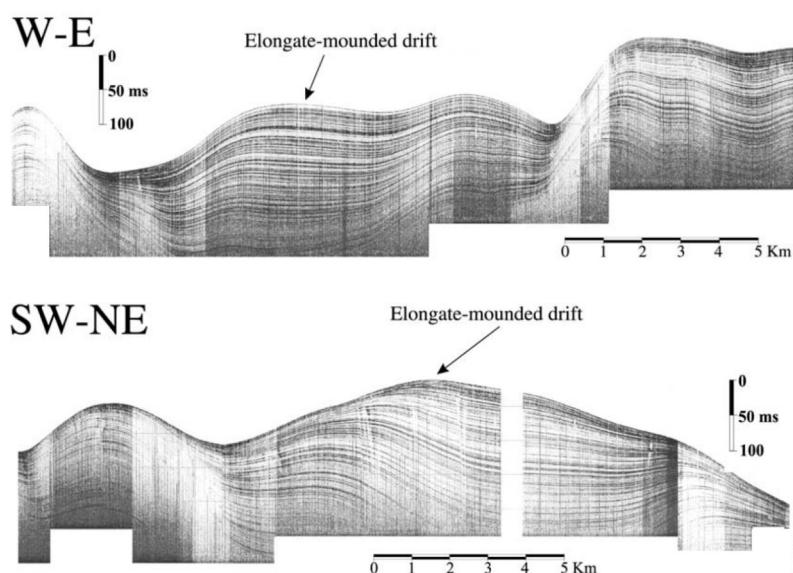 W-E
Elongate-mounded drift
0
50 ms
100
0 1 2 3 4 5 Km
SW-NE
Elongate-mounded drift
0
50 ms
100
0 1 2 3 4 5 Km